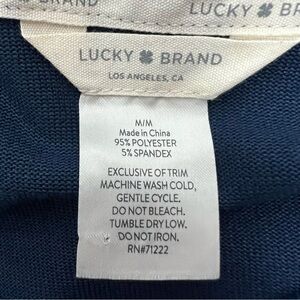 BRAND
LUCKY ☘ BR
LUCKY ☘ BRAND
LOS ANGELES, CA
M/M
Made in China
95% POLYESTER
5% SPANDEX
EXCLUSIVE OF TRIM
MACHINE WASH COLD,
GENTLE CYCLE.
DO NOT BLEACH.
TUMBLE DRY LOW.
DO NOT IRON.
RN#71222